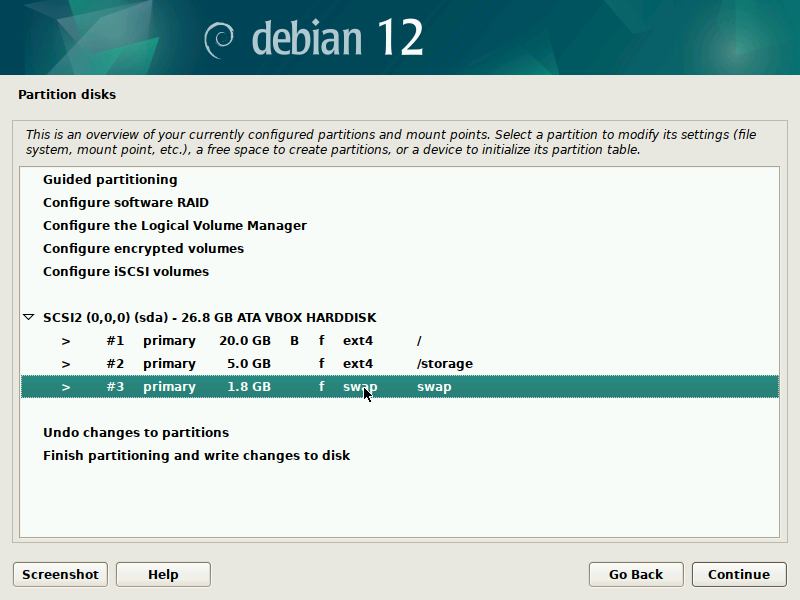 debian 12
Partition disks
This is an overview of your currently configured partitions and mount points. Select a partition to modify its settings (file
system, mount point, etc.), a free space to create partitions, or a device to initialize its partition table.
Guided partitioning
Configure software RAID
Configure the Logical Volume Manager
Configure encrypted volumes
Configure iSCSI volumes
SCSI2 (0,0,0) (sda) - 26.8 GB ATA VBOX HARDDISK
> #1 primary 20.0 GB B f ext4 /
> #2 primary 5.0 GB f ext4 /storage
> #3 primary 1.8 GB f swap swap
Undo changes to partitions
Finish partitioning and write changes to disk
Screenshot Help Go Back Continue